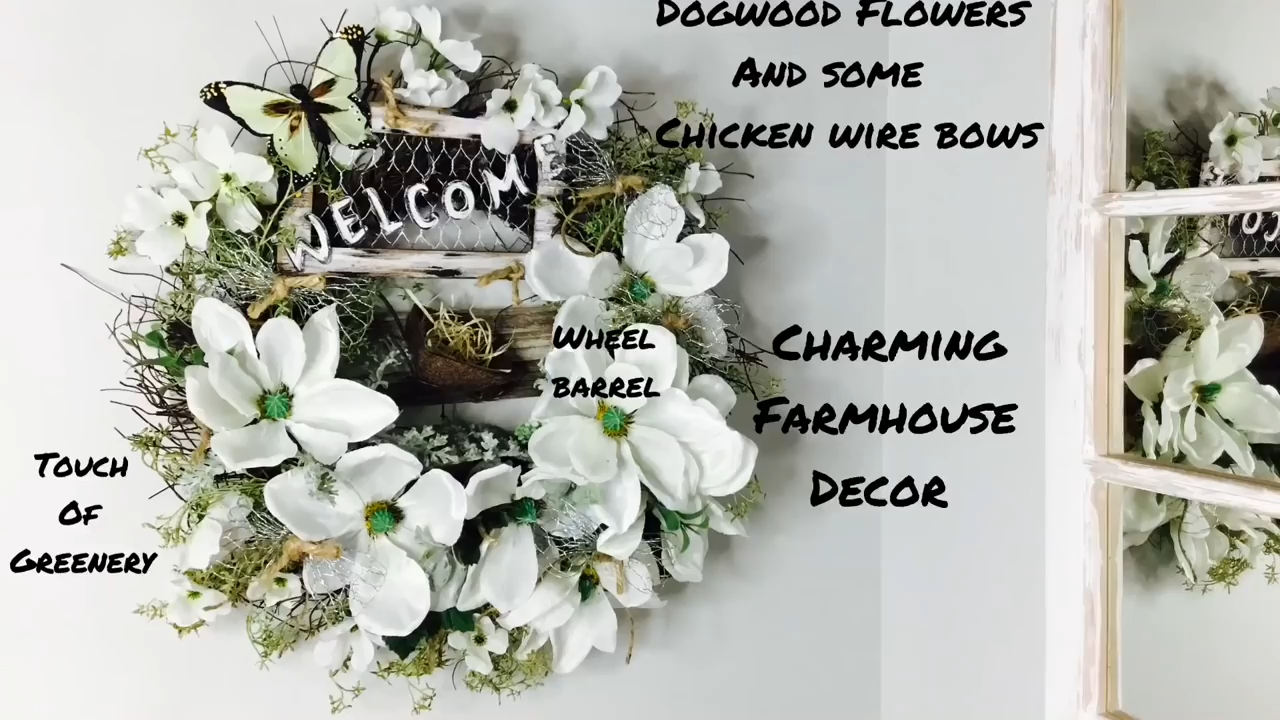 Dogwood Flowers
And some
Chicken wire bows
WELCOME
Wheel
barrel
Charming
Farmhouse
Decor
Touch
Of
Greenery